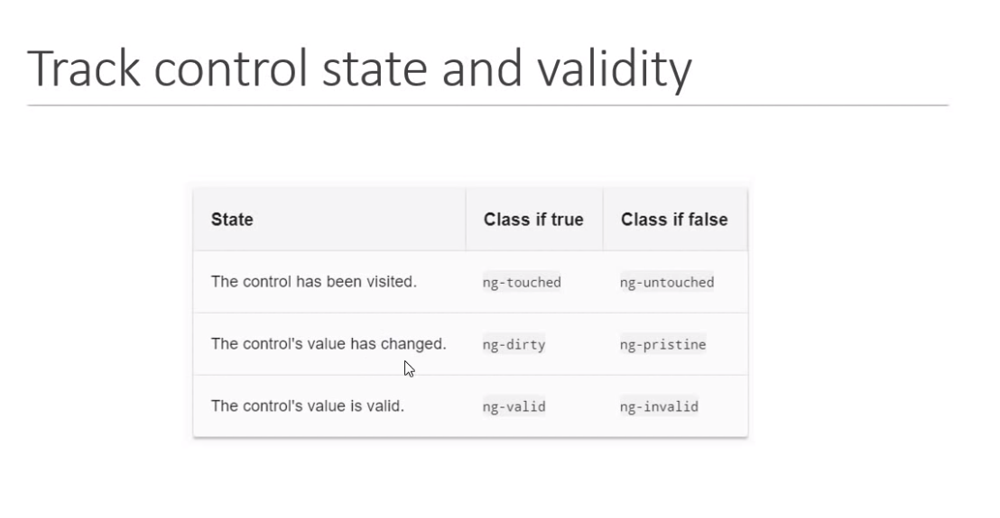 Track control state and validity
State Class if true Class if false
The control has been visited. ng-touched ng-untouched
The control's value has changed. ng-dirty ng-pristine
The control's value is valid. ng-valid ng-invalid